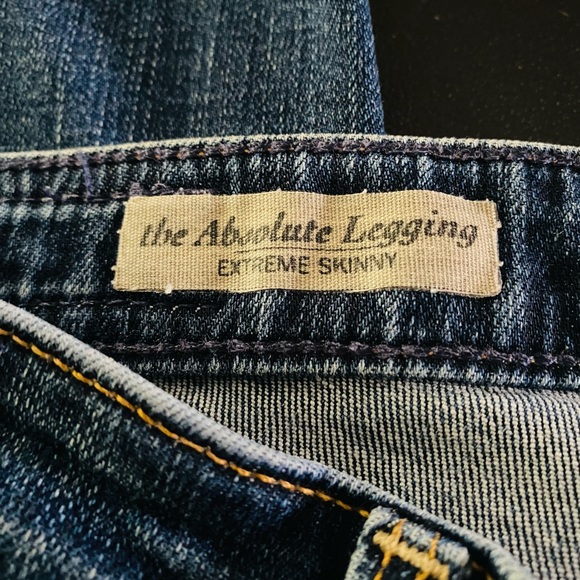 the Absolute Legging
EXTREME SKINNY